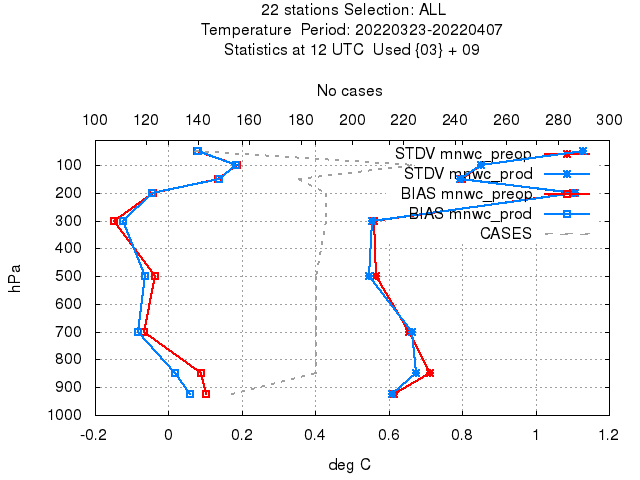 22 stations Selection: ALL
Temperature  Period: 20220323-20220407
Statistics at 12 UTC  Used {03} + 09
No cases
100 120 140 160 180 200 220 240 260 280 300
STDV mnwc_preop
STDV mnwc_prod
BIAS mnwc_preop
BIAS mnwc_prod
CASES
100
200
300
400
500
600
700
800
900
1000
hPa
-0.2 0 0.2 0.4 0.6 0.8 1 1.2
deg C